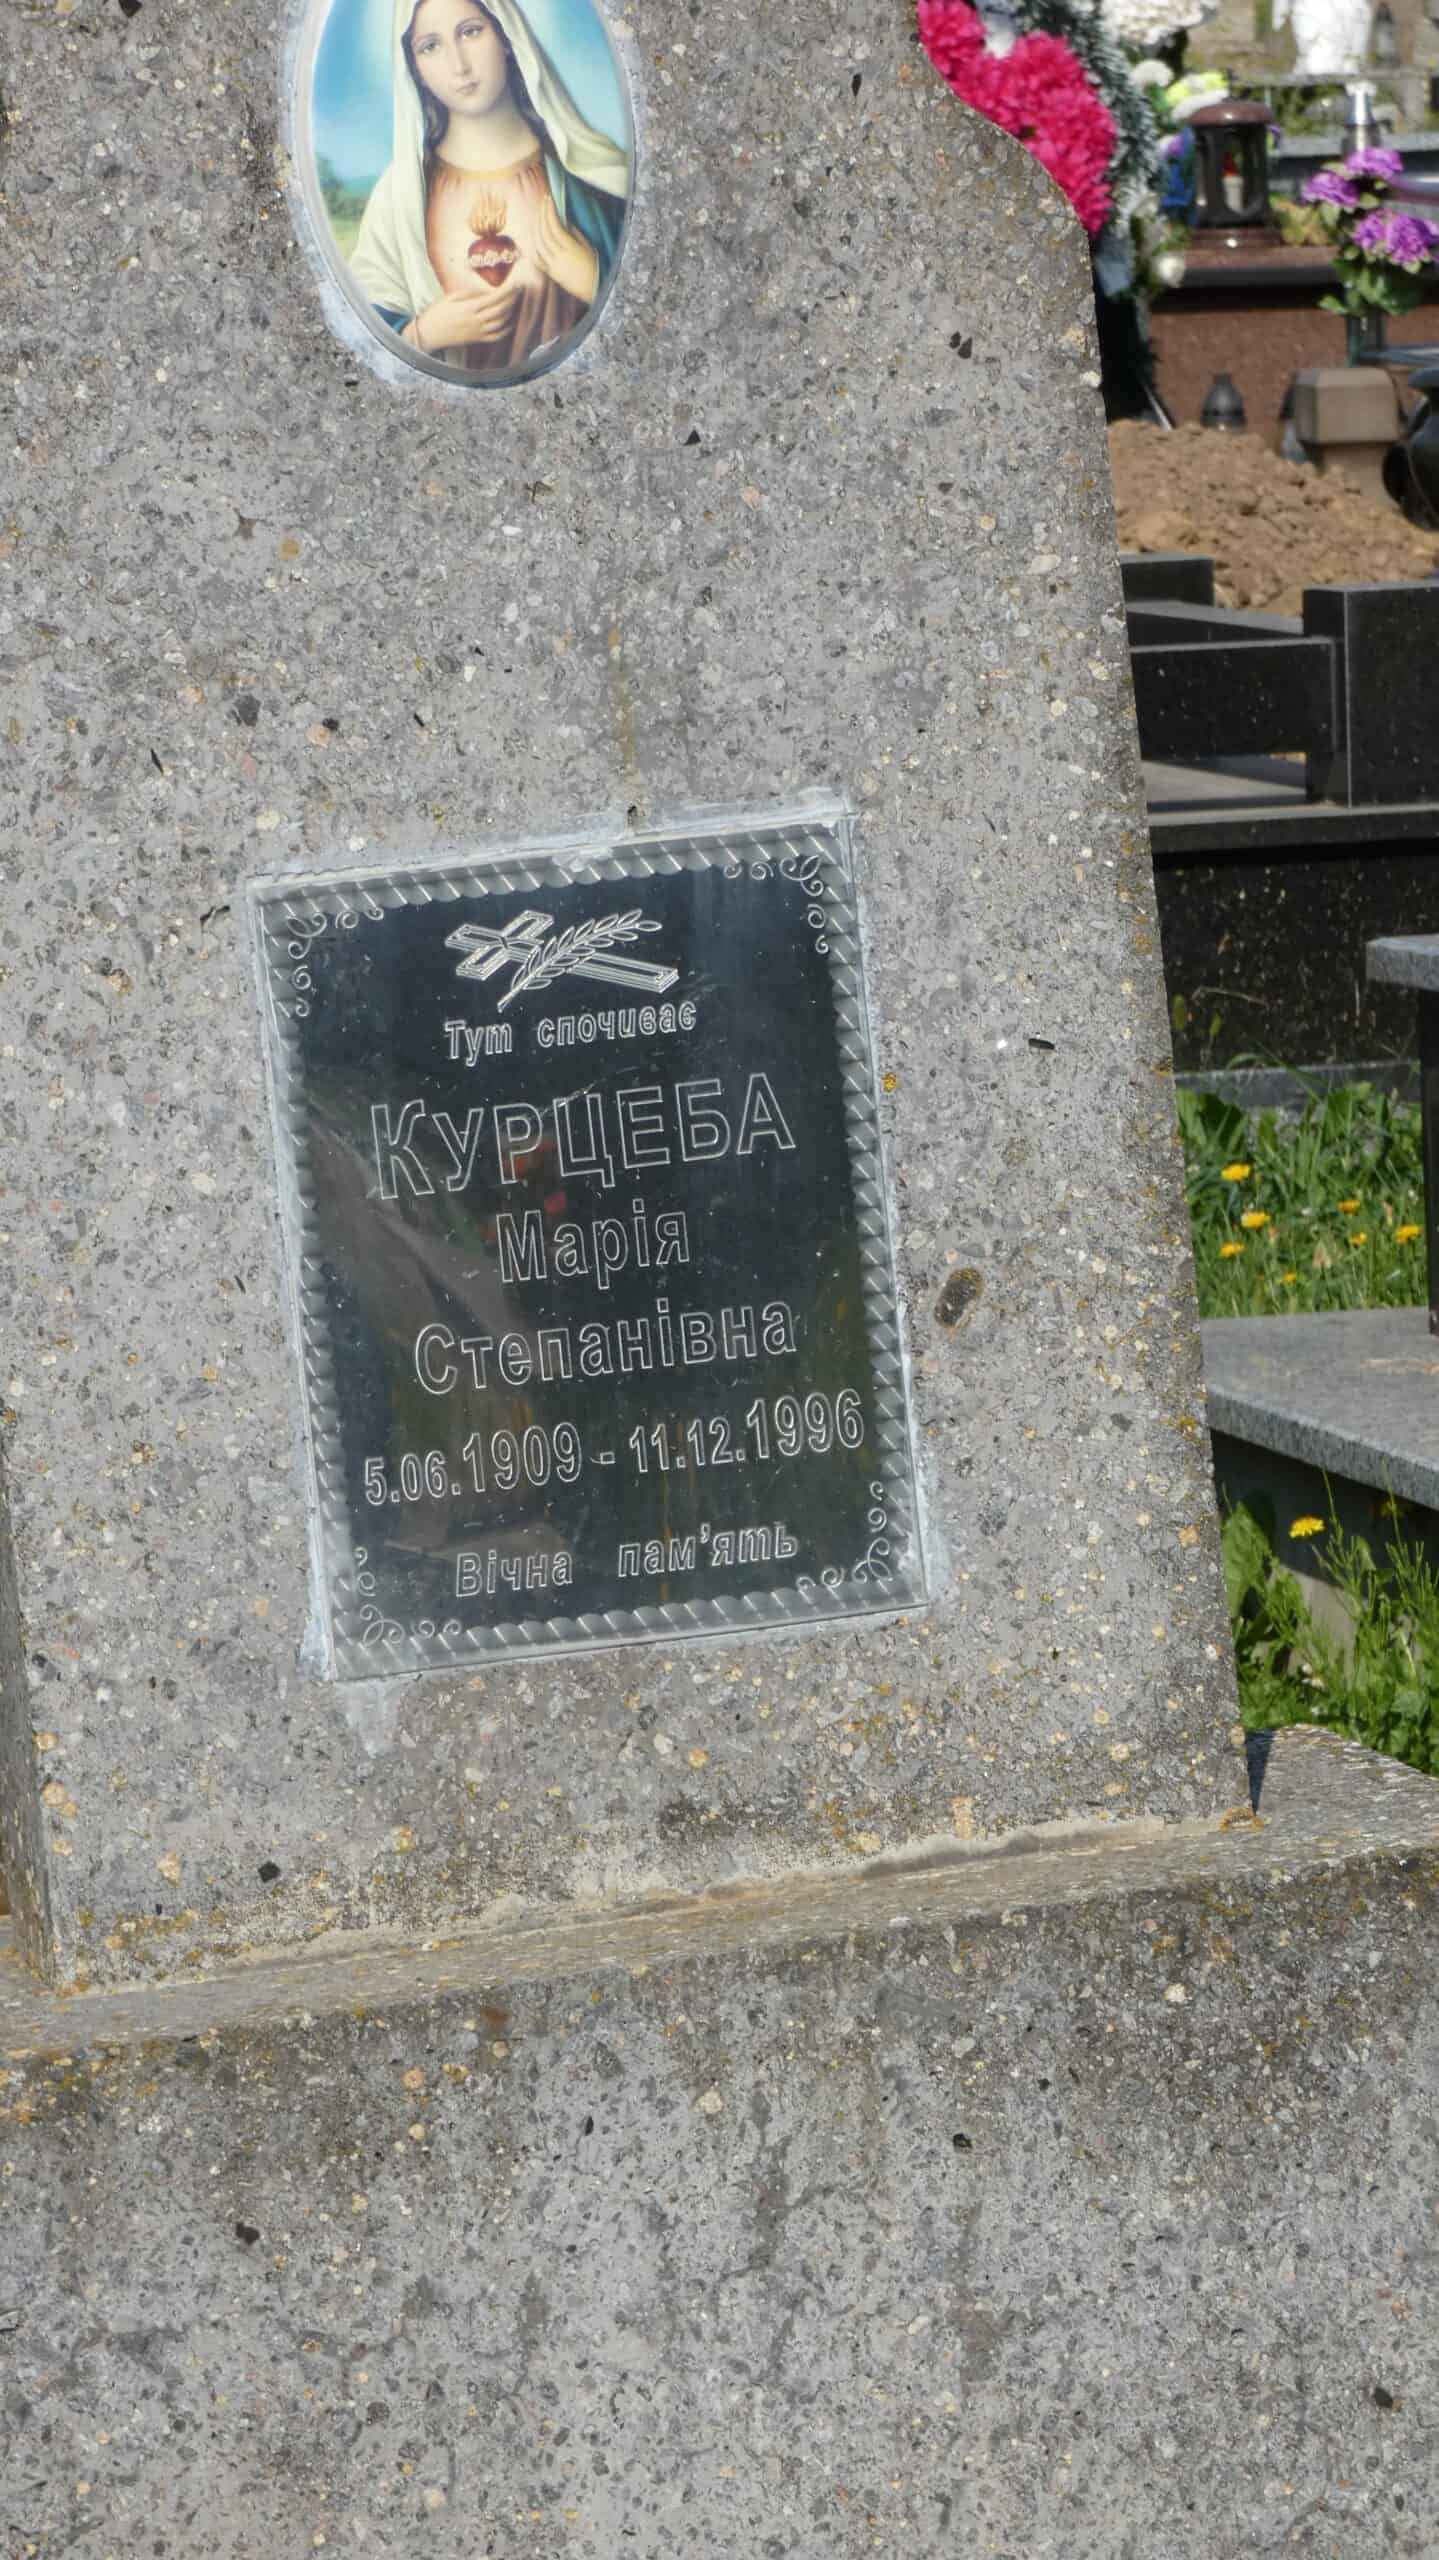 Тут спочиває
КУРЦЕБА
Марія
Степанівна
5.06.1909 - 11.12.1996
Вічна пам'ять